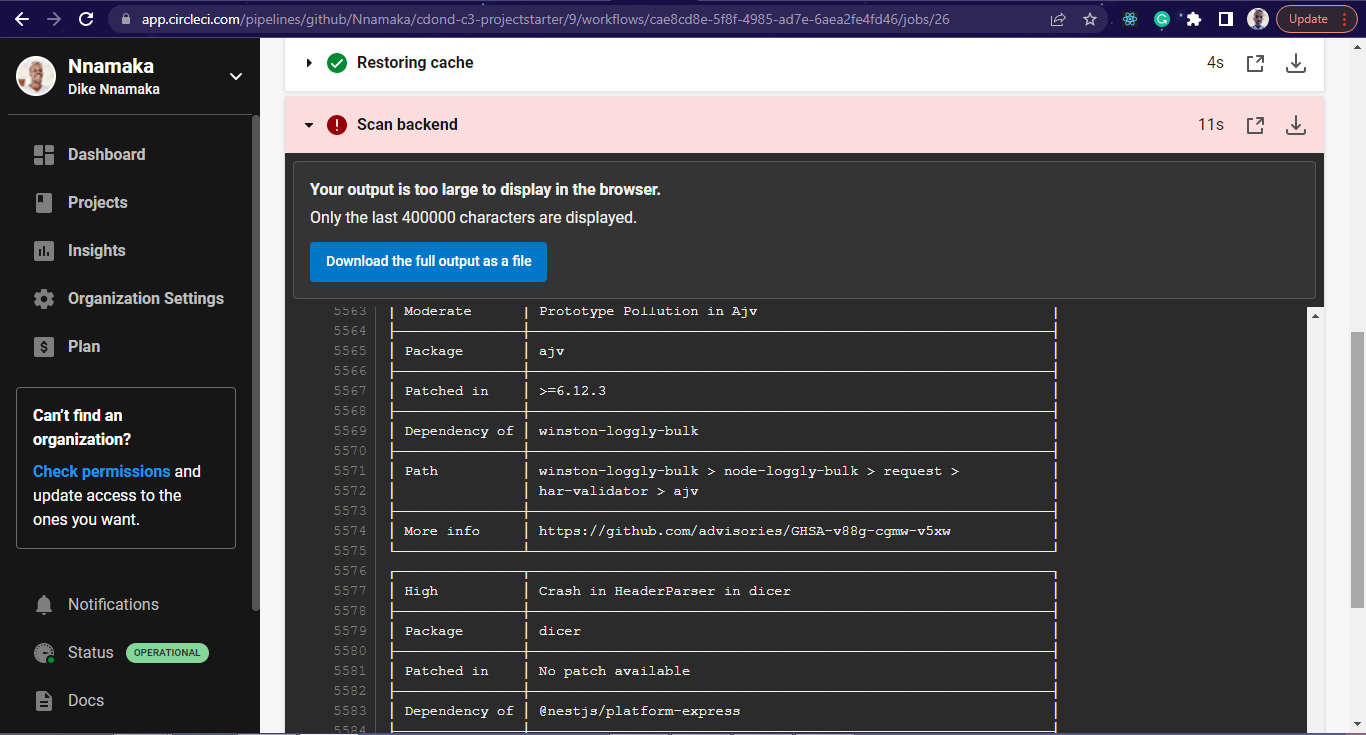 app.circleci.com/pipelines/github/Nnamaka/cdond-c3-projectstarter/9/workflows/cae8cd8e-5f8f-4985-ad7e-6aea2fe4fd46/jobs/26
Update
Nnamaka
Dike Nnamaka
Dashboard
Projects
Insights
Organization Settings
Plan
Can't find an
organization?
Check permissions and
update access to the
ones you want.
Notifications
Status OPERATIONAL
Docs
Restoring cache 4s
Scan backend 11s
Your output is too large to display in the browser.
Only the last 400000 characters are displayed.
Download the full output as a file
5563 Moderate Prototype Pollution in Ajv
5564
5565 Package ajv
5566
5567 Patched in >=6.12.3
5568
5569 Dependency of winston-loggly-bulk
5570
5571 Path winston-loggly-bulk > node-loggly-bulk > request >
5572 har-validator > ajv
5573
5574 More info https://github.com/advisories/GHSA-v88g-cgmw-v5xw
5575
5576
5577 High Crash in HeaderParser in dicer
5578
5579 Package dicer
5580
5581 Patched in No patch available
5582
5583 Dependency of @nestjs/platform-express
5584